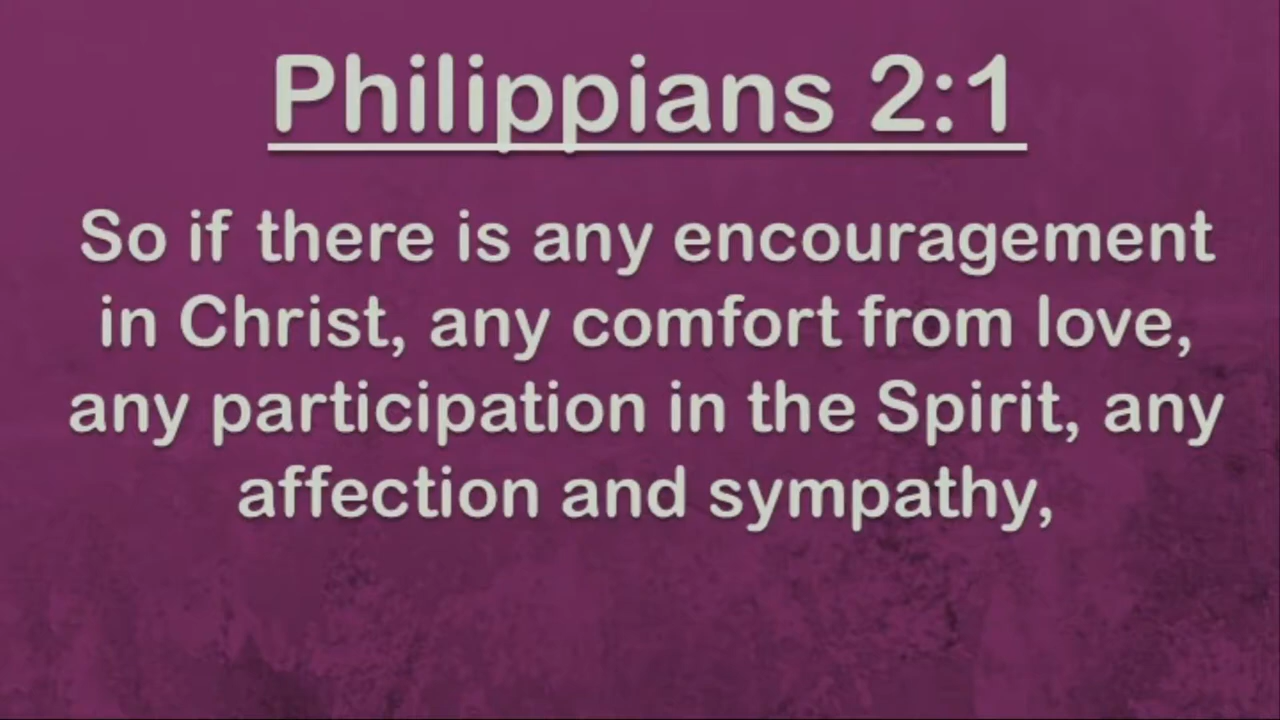 Philippians 2:1
So if there is any encouragement
in Christ, any comfort from love,
any participation in the Spirit, any
affection and sympathy,